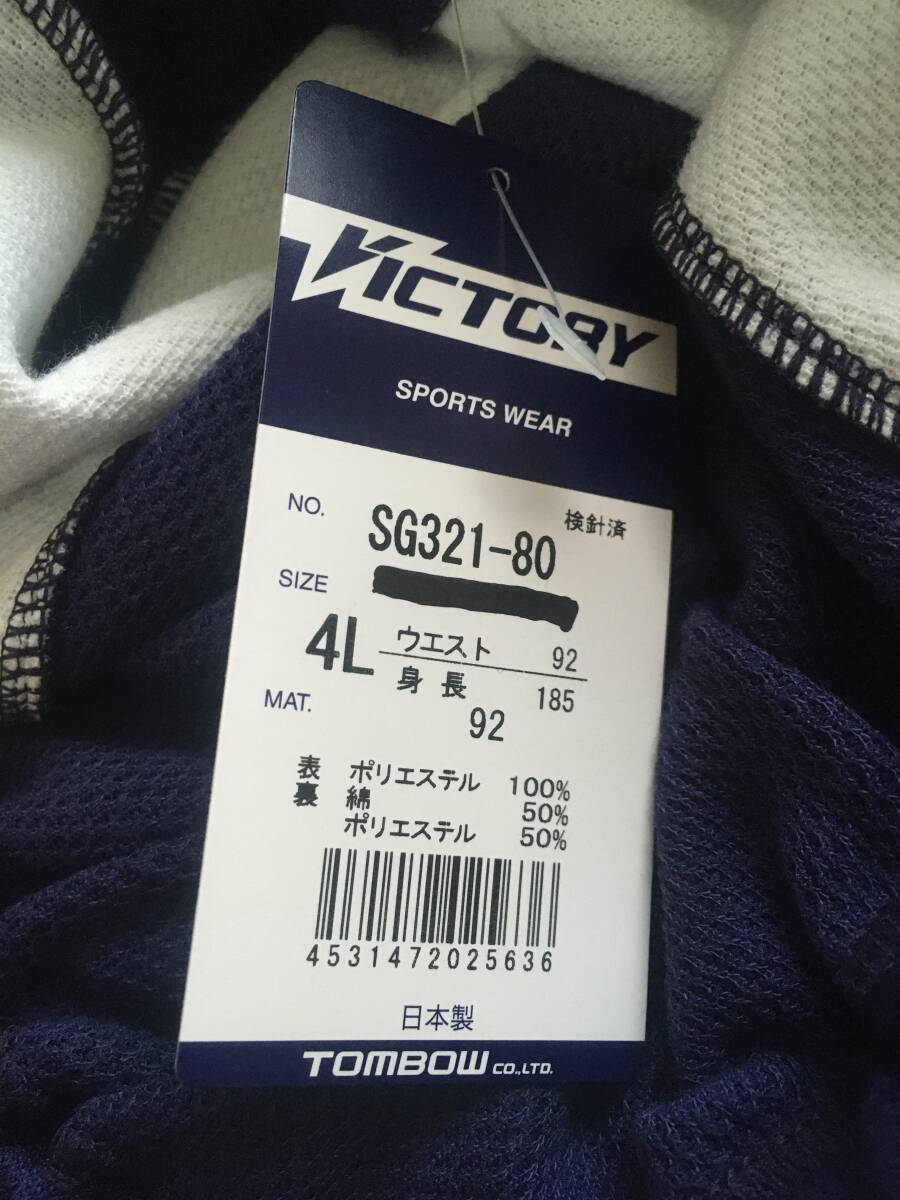 VICTORY
SPORTS WEAR
NO. SG321-80 検針済
SIZE
4L ウエスト 92
身長 185
MAT. 92
表 ポリエステル 100%
裏 綿 50%
ポリエステル 50%
4531472025636
日本製
TOMBOW CO.,LTD.